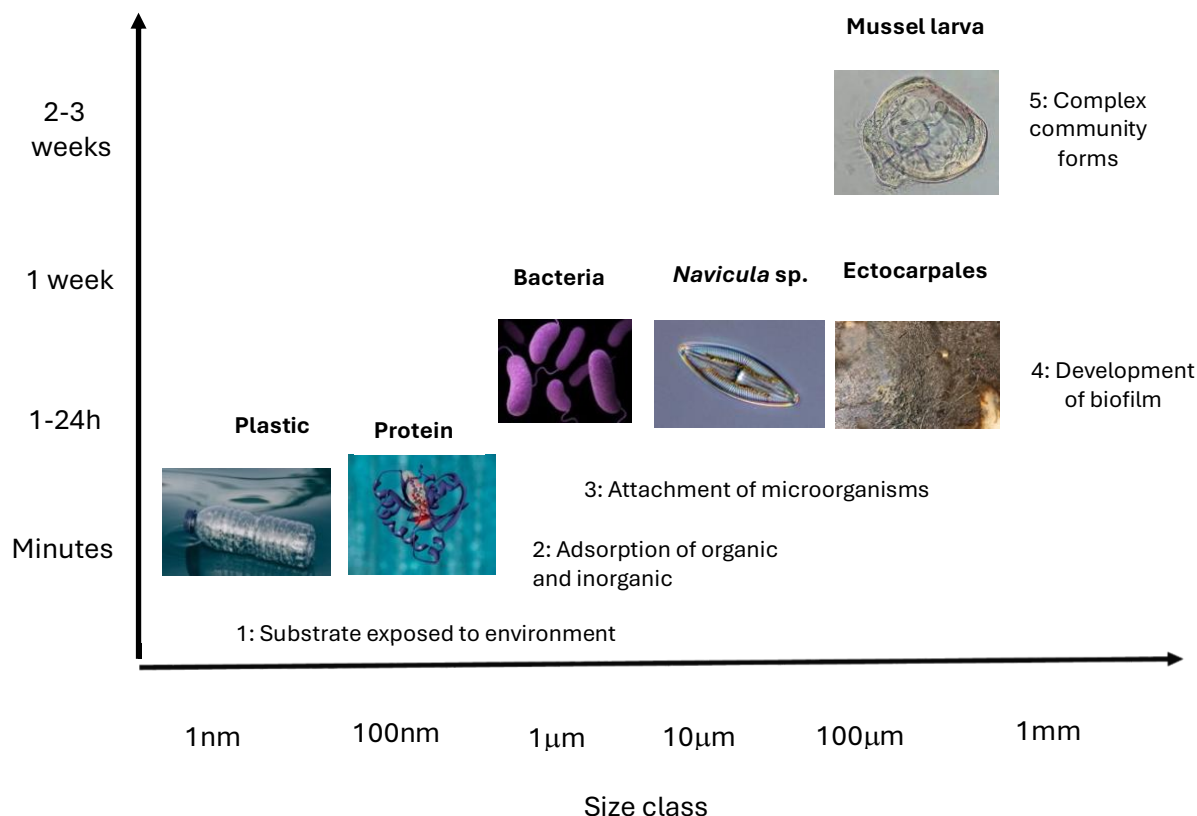 Mussel larva
2-3
weeks
5: Complex
community
forms
1 week
Bacteria
Navicula sp.
Ectocarpales
4: Development
of biofilm
1-24h
Plastic
Protein
3: Attachment of microorganisms
Minutes
2: Adsorption of organic
and inorganic
1: Substrate exposed to environment
1nm
100nm
1μm
10μm
100μm
1mm
Size class